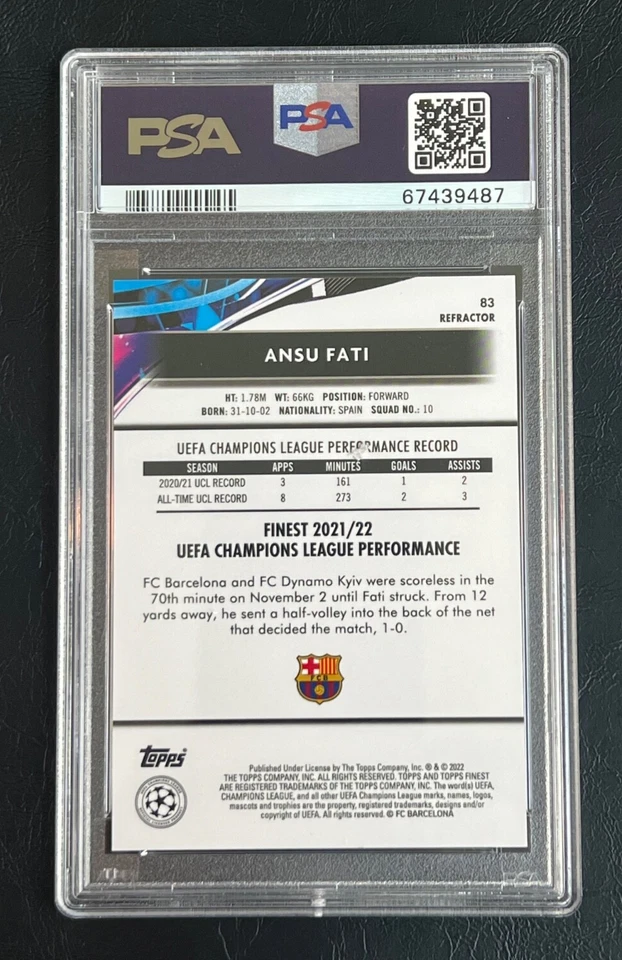 PSA PSA
67439487
83
REFRACTOR
ANSU FATI
HT: 1.78M WT: 66KG POSITION: FORWARD
BORN: 31-10-02 NATIONALITY: SPAIN SQUAD NO.: 10
UEFA CHAMPIONS LEAGUE PERFORMANCE RECORD
SEASON APPS MINUTES GOALS ASSISTS
2020/21 UCL RECORD 3 161 1 2
ALL-TIME UCL RECORD 8 273 2 3
FINEST 2021/22
UEFA CHAMPIONS LEAGUE PERFORMANCE
FC Barcelona and FC Dynamo Kyiv were scoreless in the
70th minute on November 2 until Fati struck. From 12
yards away, he sent a half-volley into the back of the net
that decided the match, 1-0.
FCB
Topps
Published Under License by The Topps Company, Inc. ® & © 2022
THE TOPPS COMPANY, INC. ALL RIGHTS RESERVED. TOPPS AND TOPPS FINEST
ARE REGISTERED TRADEMARKS OF THE TOPPS COMPANY, INC. The word(s) UEFA,
CHAMPIONS LEAGUE, and all other UEFA Champions League marks, names, logos,
mascots and trophies are the property, registered trademarks, designs and/or
copyright of UEFA. All rights reserved. © FC BARCELONA
PSA